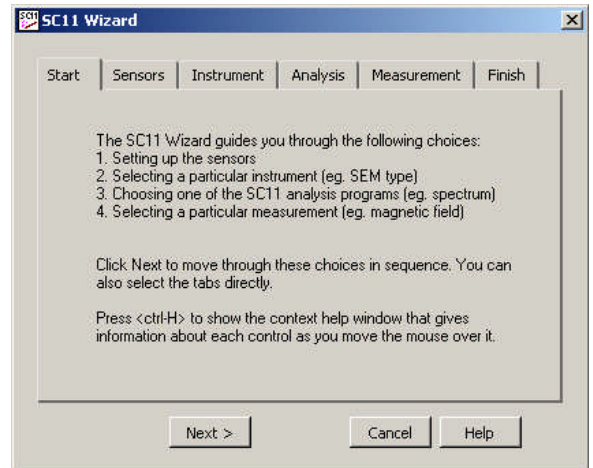 SC11 Wizard
Start Sensors Instrument Analysis Measurement Finish
The SC11 Wizard guides you through the following choices:
1. Setting up the sensors
2. Selecting a particular instrument (eg. SEM type)
3. Choosing one of the SC11 analysis programs (eg. spectrum)
4. Selecting a particular measurement (eg. magnetic field)
Click Next to move through these choices in sequence. You can
also select the tabs directly.
Press <ctrl-H> to show the context help window that gives
information about each control as you move the mouse over it.
Next > Cancel Help